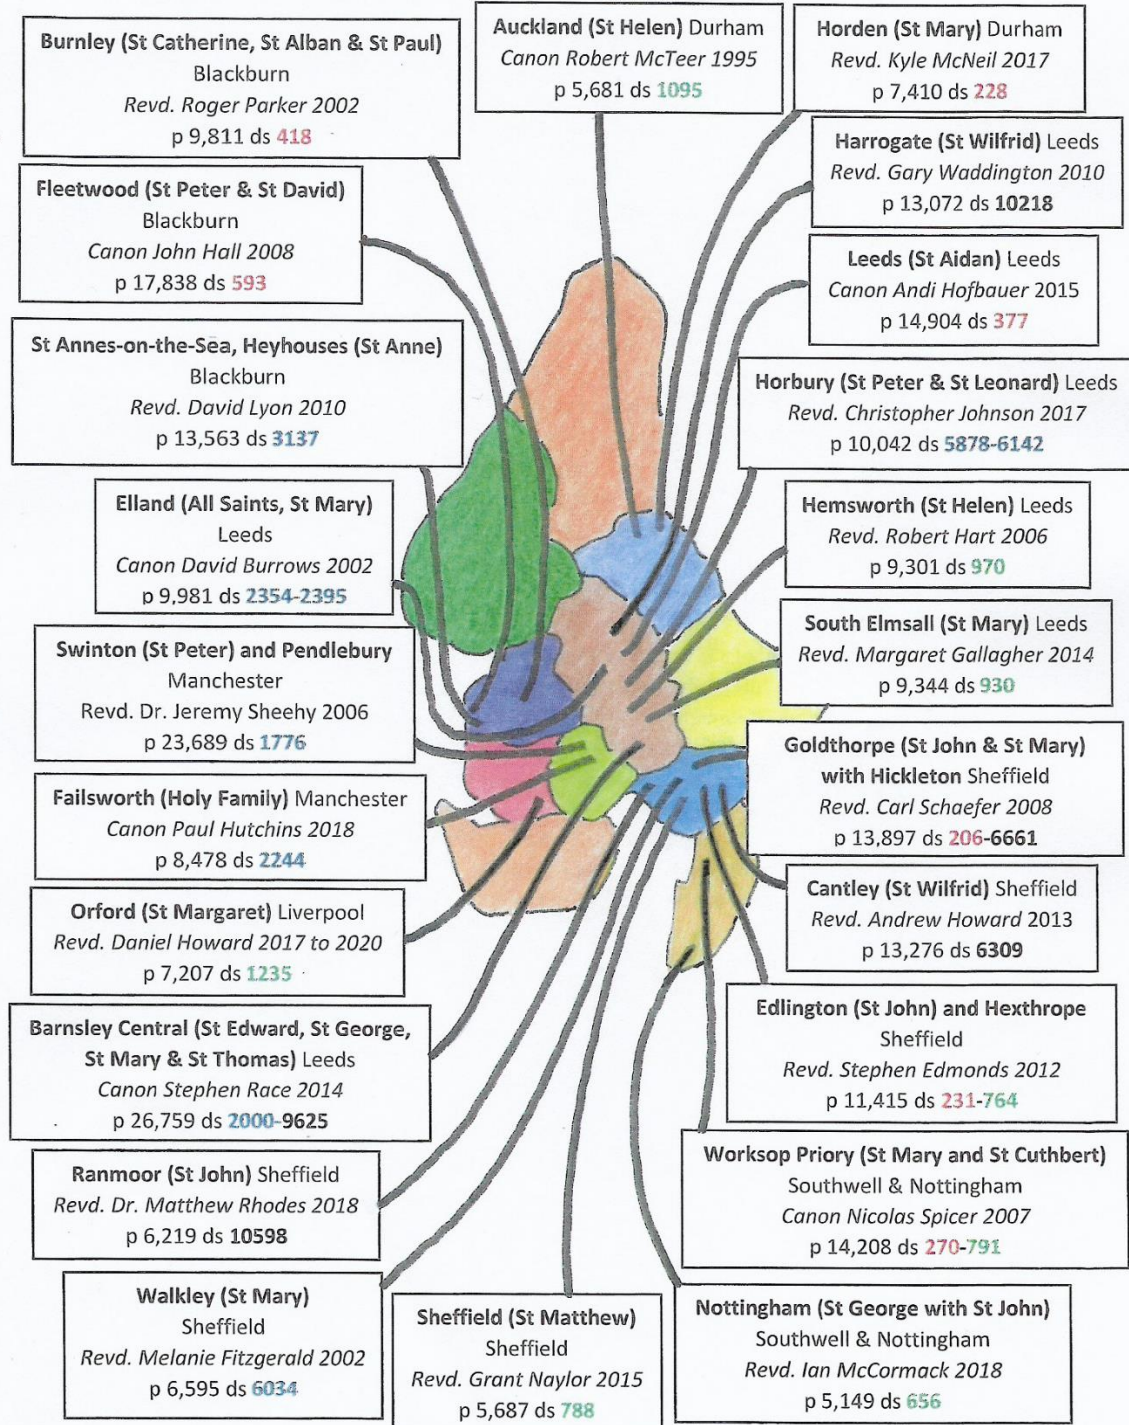 Burnley (St Catherine, St Alban & St Paul)
Blackburn
Revd. Roger Parker 2002
p 9,811 ds 418
Auckland (St Helen) Durham
Canon Robert McTeer 1995
p 5,681 ds 1095
Horden (St Mary) Durham
Revd. Kyle McNeil 2017
p 7,410 ds 228
Fleetwood (St Peter & St David)
Blackburn
Canon John Hall 2008
p 17,838 ds 593
Harrogate (St Wilfrid) Leeds
Revd. Gary Waddington 2010
p 13,072 ds 10218
Leeds (St Aidan) Leeds
Canon Andi Hofbauer 2015
p 14,904 ds 377
St Annes-on-the-Sea, Heyhouses (St Anne)
Blackburn
Revd. David Lyon 2010
p 13,563 ds 3137
Horbury (St Peter & St Leonard) Leeds
Revd. Christopher Johnson 2017
p 10,042 ds 5878-6142
Elland (All Saints, St Mary)
Leeds
Canon David Burrows 2002
p 9,981 ds 2354-2395
Hemsworth (St Helen) Leeds
Revd. Robert Hart 2006
p 9,301 ds 970
South Elmsall (St Mary) Leeds
Revd. Margaret Gallagher 2014
p 9,344 ds 930
Swinton (St Peter) and Pendlebury
Manchester
Revd. Dr. Jeremy Sheehy 2006
p 23,689 ds 1776
Goldthorpe (St John & St Mary)
with Hickleton Sheffield
Revd. Carl Schaefer 2008
p 13,897 ds 206-6661
Failsworth (Holy Family) Manchester
Canon Paul Hutchins 2018
p 8,478 ds 2244
Cantley (St Wilfrid) Sheffield
Revd. Andrew Howard 2013
p 13,276 ds 6309
Orford (St Margaret) Liverpool
Revd. Daniel Howard 2017 to 2020
p 7,207 ds 1235
Edlington (St John) and Hexthrope
Sheffield
Revd. Stephen Edmonds 2012
p 11,415 ds 231-764
Barnsley Central (St Edward, St George,
St Mary & St Thomas) Leeds
Canon Stephen Race 2014
p 26,759 ds 2000-9625
Worksop Priory (St Mary and St Cuthbert)
Southwell & Nottingham
Canon Nicolas Spicer 2007
p 14,208 ds 270-791
Ranmoor (St John) Sheffield
Revd. Dr. Matthew Rhodes 2018
p 6,219 ds 10598
Walkley (St Mary)
Sheffield
Revd. Melanie Fitzgerald 2002
p 6,595 ds 6034
Sheffield (St Matthew)
Sheffield
Revd. Grant Naylor 2015
p 5,687 ds 788
Nottingham (St George with St John)
Southwell & Nottingham
Revd. Ian McCormack 2018
p 5,149 ds 656